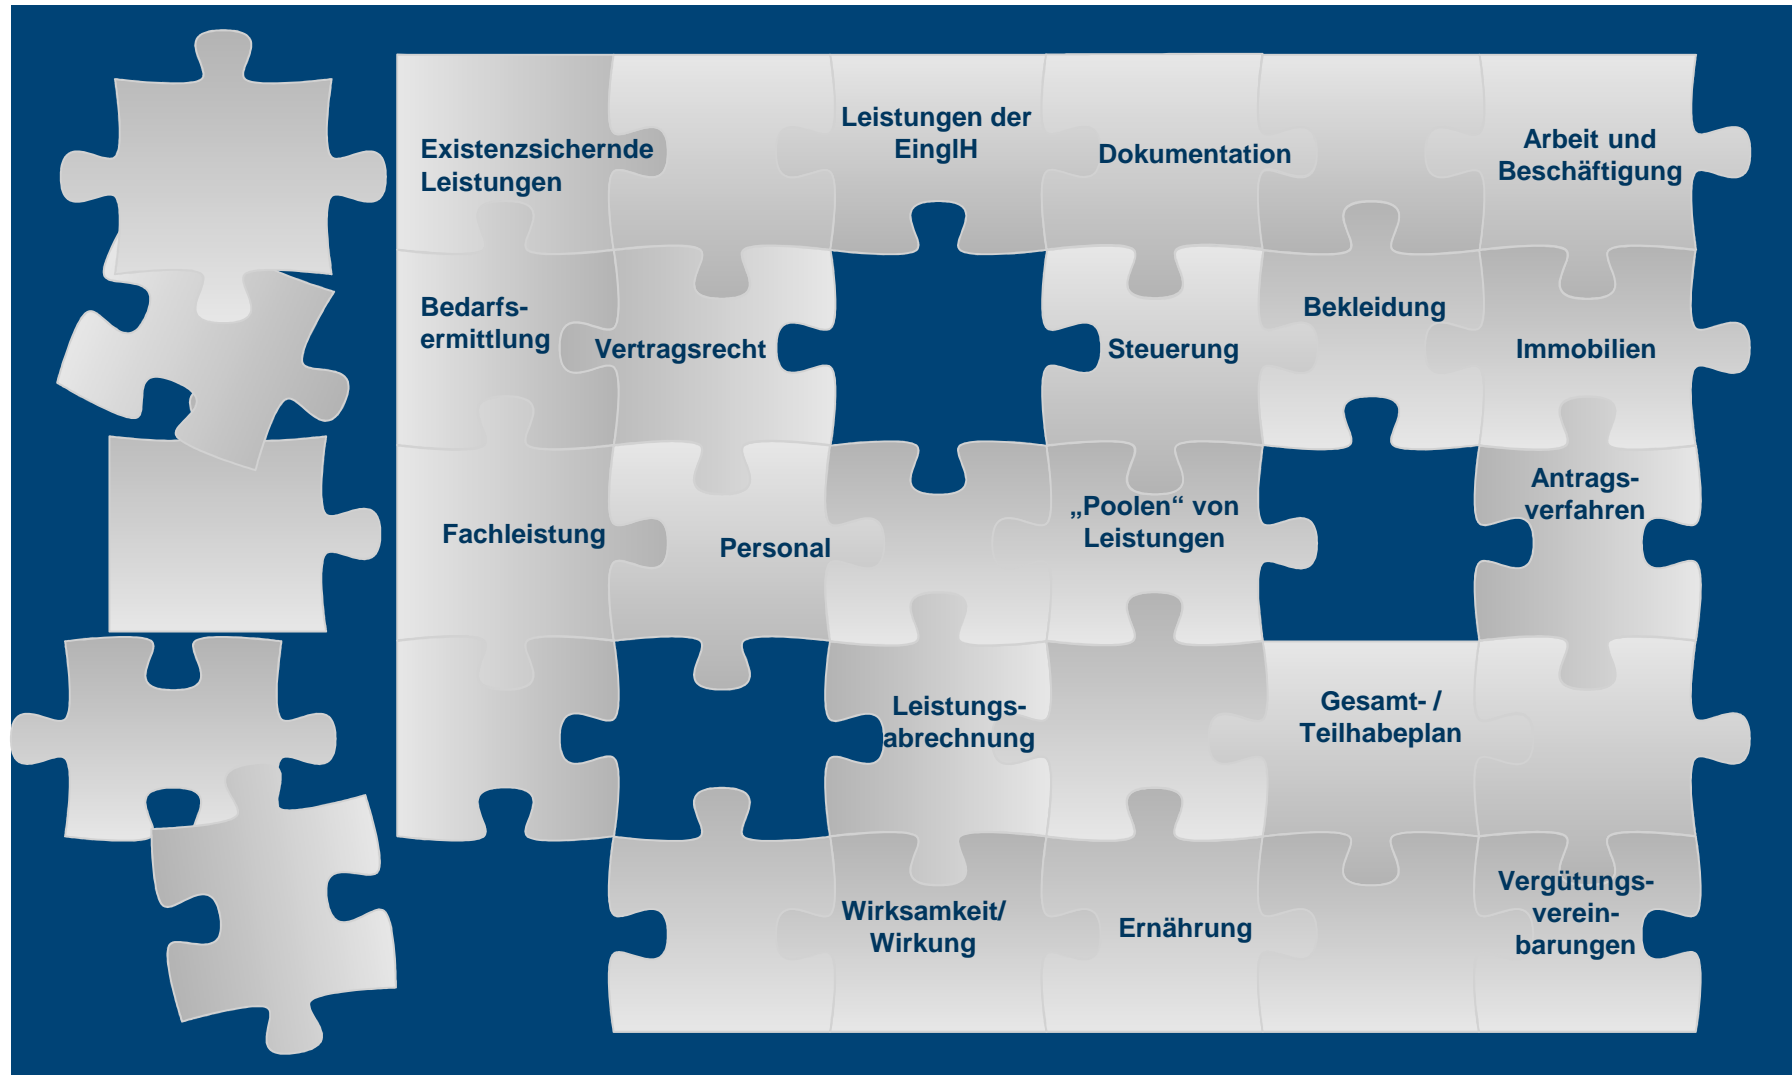 Existenzsichernde
Leistungen
Leistungen der
EinglH
Dokumentation
Arbeit und
Beschäftigung
Bedarfs-
ermittlung
Vertragsrecht
Steuerung
Bekleidung
Immobilien
Fachleistung
Personal
„Poolen“ von
Leistungen
Antrags-
verfahren
Leistungs-
abrechnung
Gesamt- /
Teilhabeplan
Wirksamkeit/
Wirkung
Ernährung
Vergütungs-
verein-
barungen